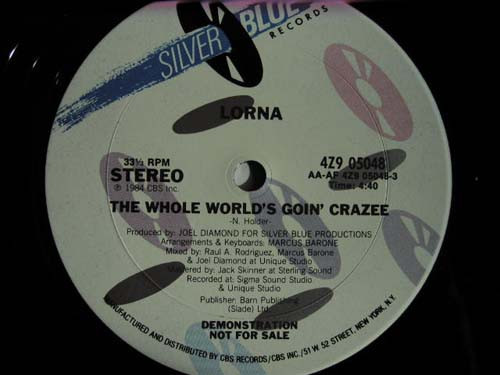 SILVER BLUE
RECORDS
LORNA
33⅓ RPM
STEREO
℗ 1984 CBS Inc.
4Z9 05048
AA-AF 4Z9 05048-3
Time: 4:40
THE WHOLE WORLD'S GOIN' CRAZEE
-N. Holder-
Produced by: JOEL DIAMOND FOR SILVER BLUE PRODUCTIONS
Arrangements & Keyboards: MARCUS BARONE
Mixed by: Raul A. Rodriguez, Marcus Barone
& Joel Diamond at Unique Studio
Mastered by: Jack Skinner at Sterling Sound
Recorded at: Sigma Sound Studio
& Unique Studio
Publisher: Barn Publishing
(Slade) Ltd.
DEMONSTRATION
NOT FOR SALE
MANUFACTURED AND DISTRIBUTED BY CBS RECORDS/CBS INC./51 W. 52 STREET, NEW YORK, N.Y.